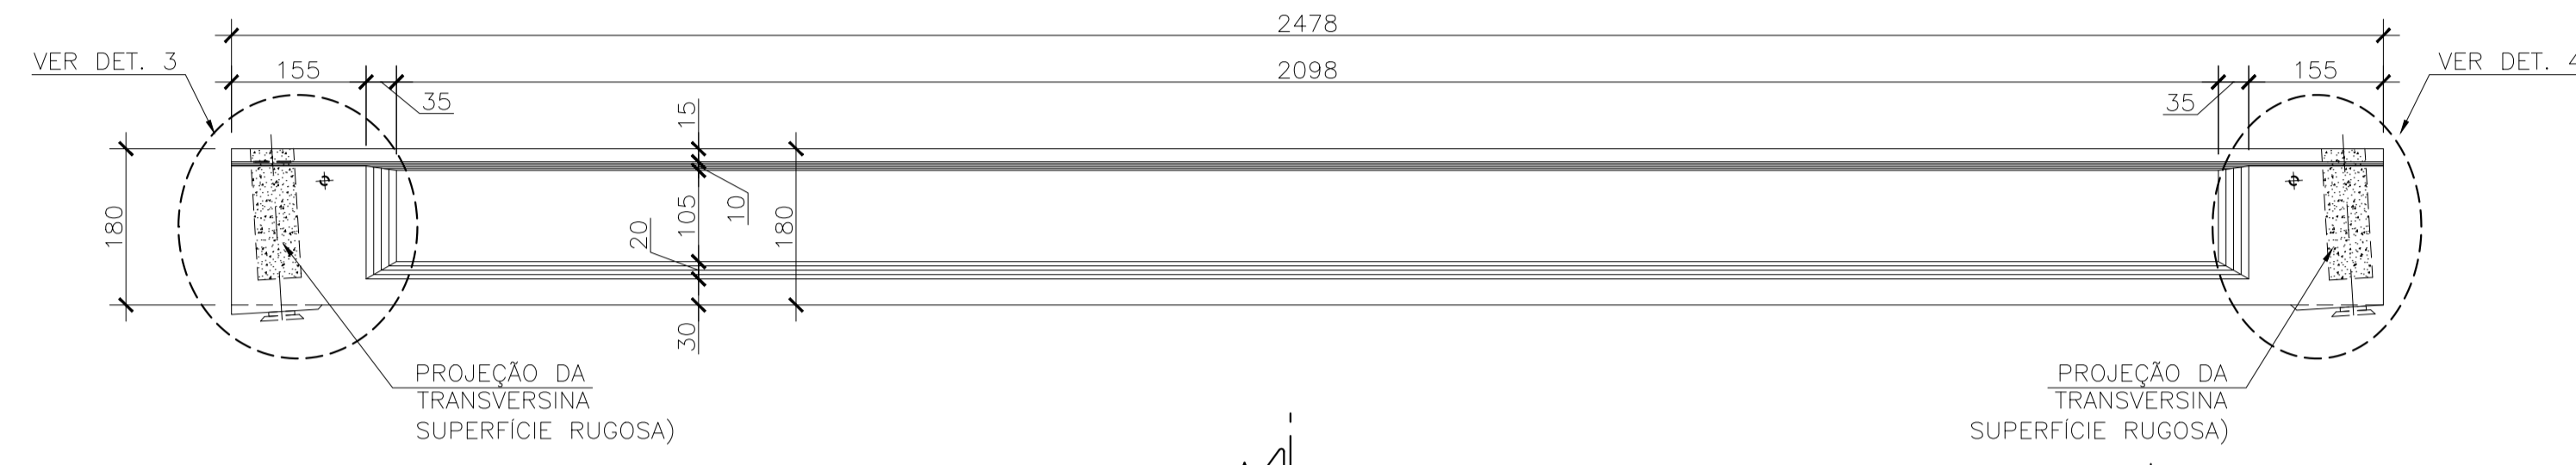 2478
VER DET. 3
VER DET. 4
155
2098
155
35
35
15
180
105
10
180
20
30
PROJEÇÃO DA
TRANSVERSINA
SUPERFÍCIE RUGOSA)
PROJEÇÃO DA
TRANSVERSINA
SUPERFÍCIE RUGOSA)